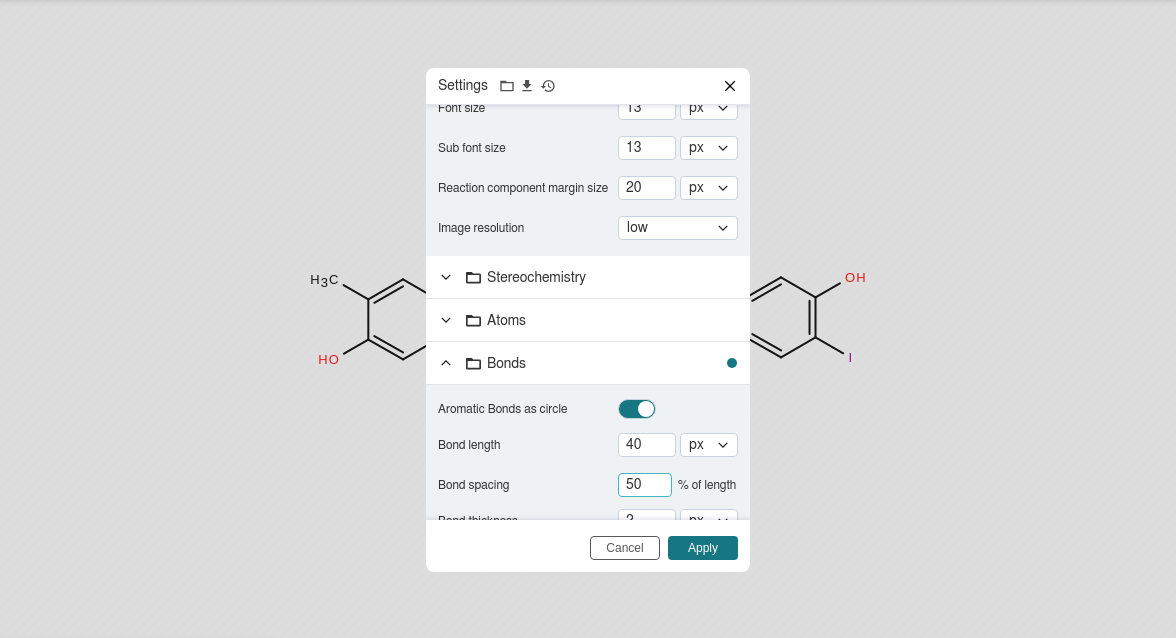 Settings
Font size 13 px
Sub font size 13 px
Reaction component margin size 20 px
Image resolution low
Stereochemistry
H3C OH
Atoms
HO I
Bonds
Aromatic Bonds as circle
Bond length 40 px
Bond spacing 50 % of length
Bond thickness 2 px
Cancel Apply